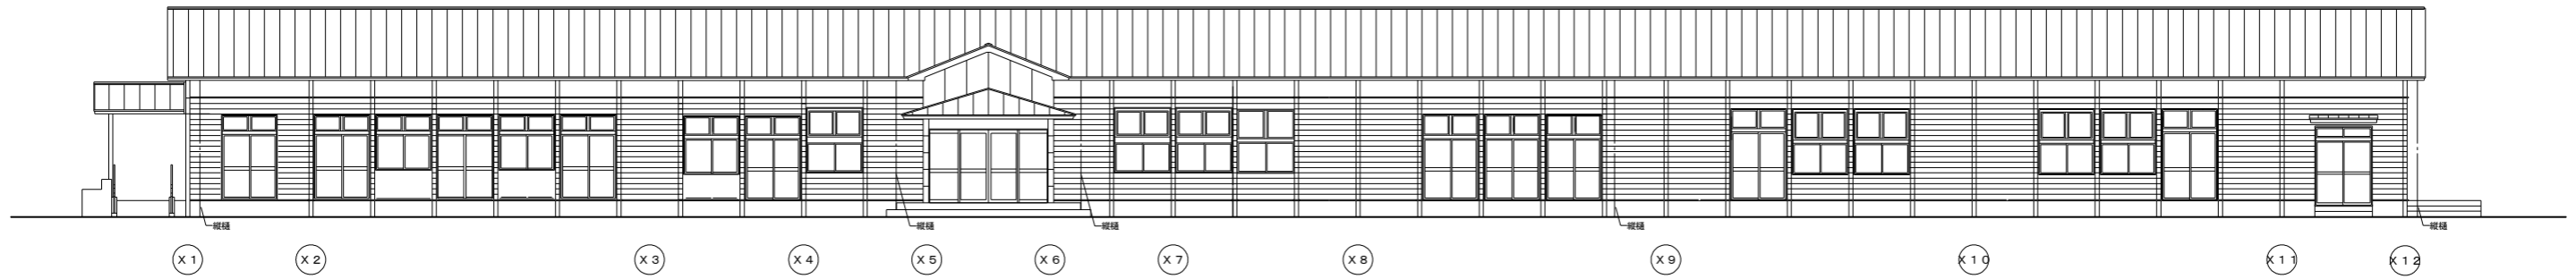 縦樋 縦樋 縦樋 縦樋 縦樋
X1 X2 X3 X4 X5 X6 X7 X8 X9 X10 X11 X12